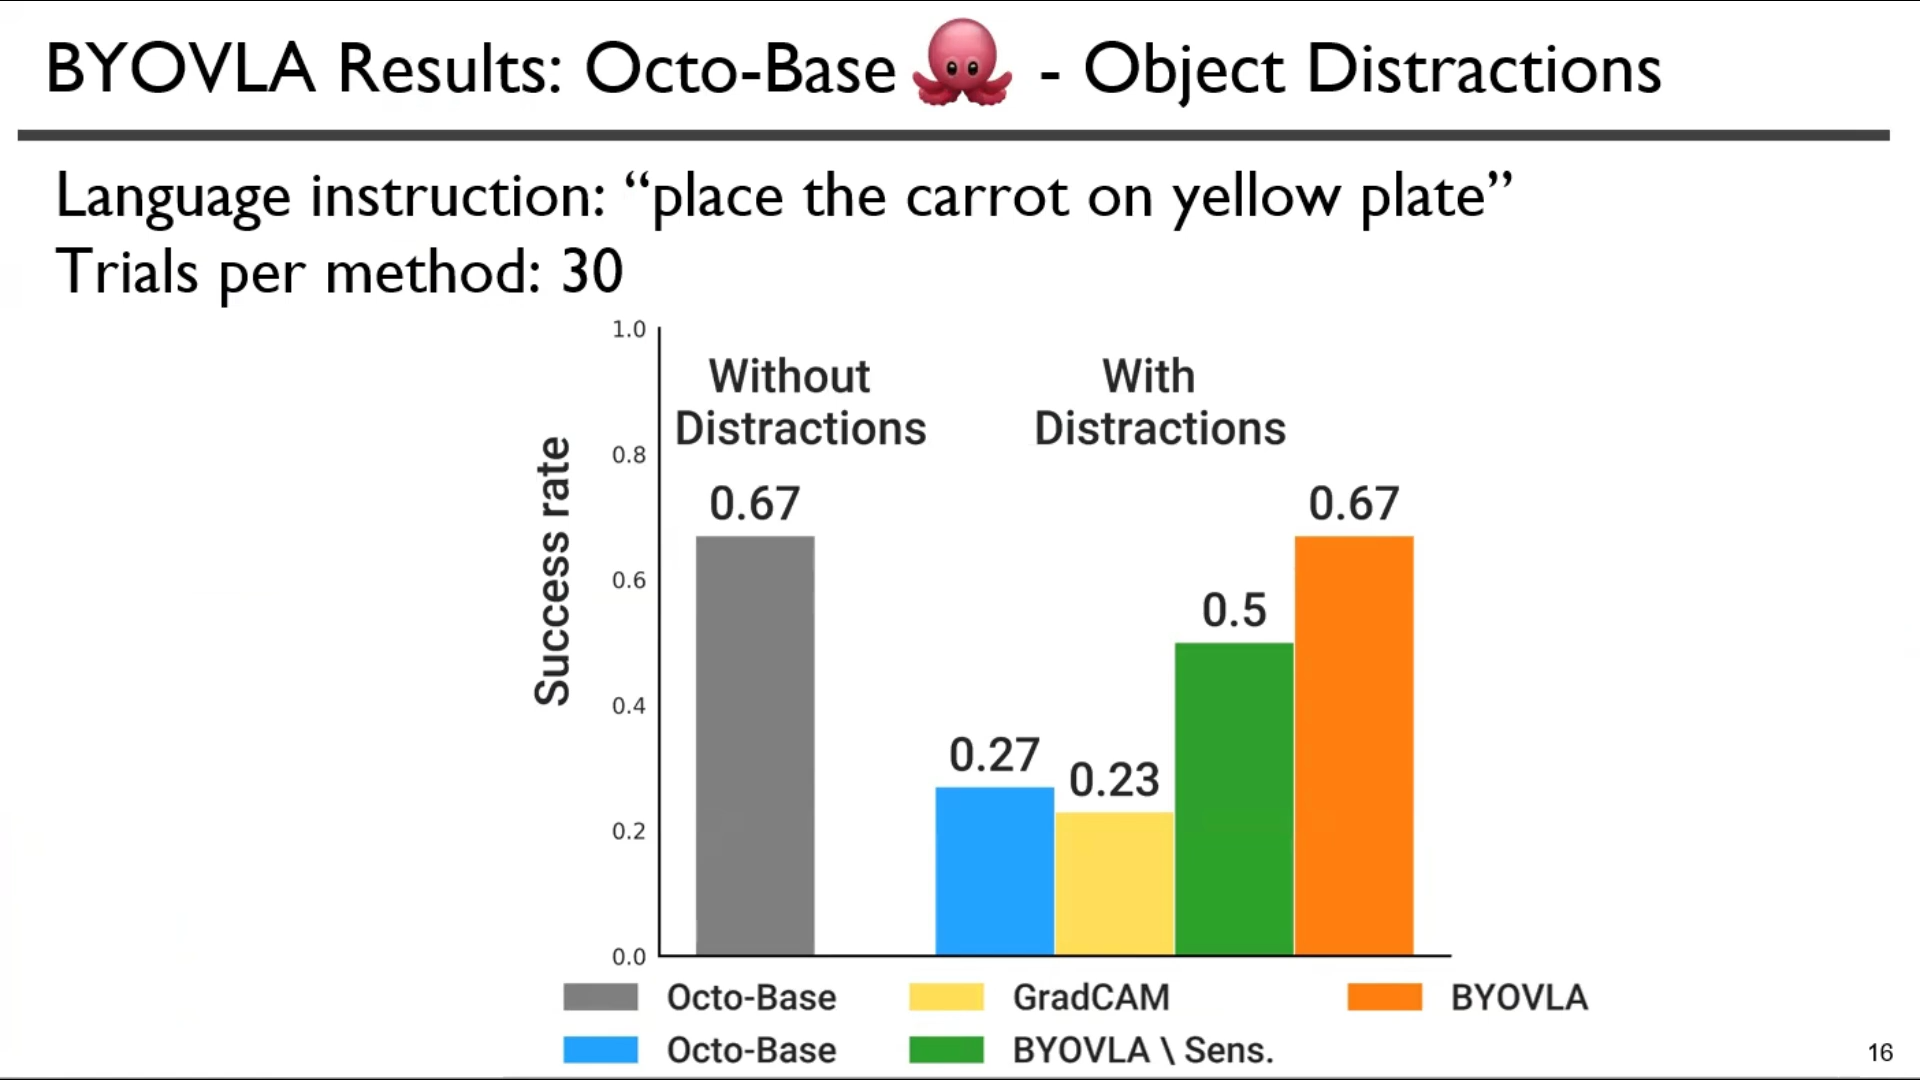 BYOVLA Results: Octo-Base - Object Distractions
Language instruction: “place the carrot on yellow plate”
Trials per method: 30
Success rate
1.0
0.8
0.6
0.4
0.2
0.0
Without
Distractions
With
Distractions
0.67
0.27
0.23
0.5
0.67
Octo-Base
GradCAM
BYOVLA
Octo-Base
BYOVLA \ Sens.
16